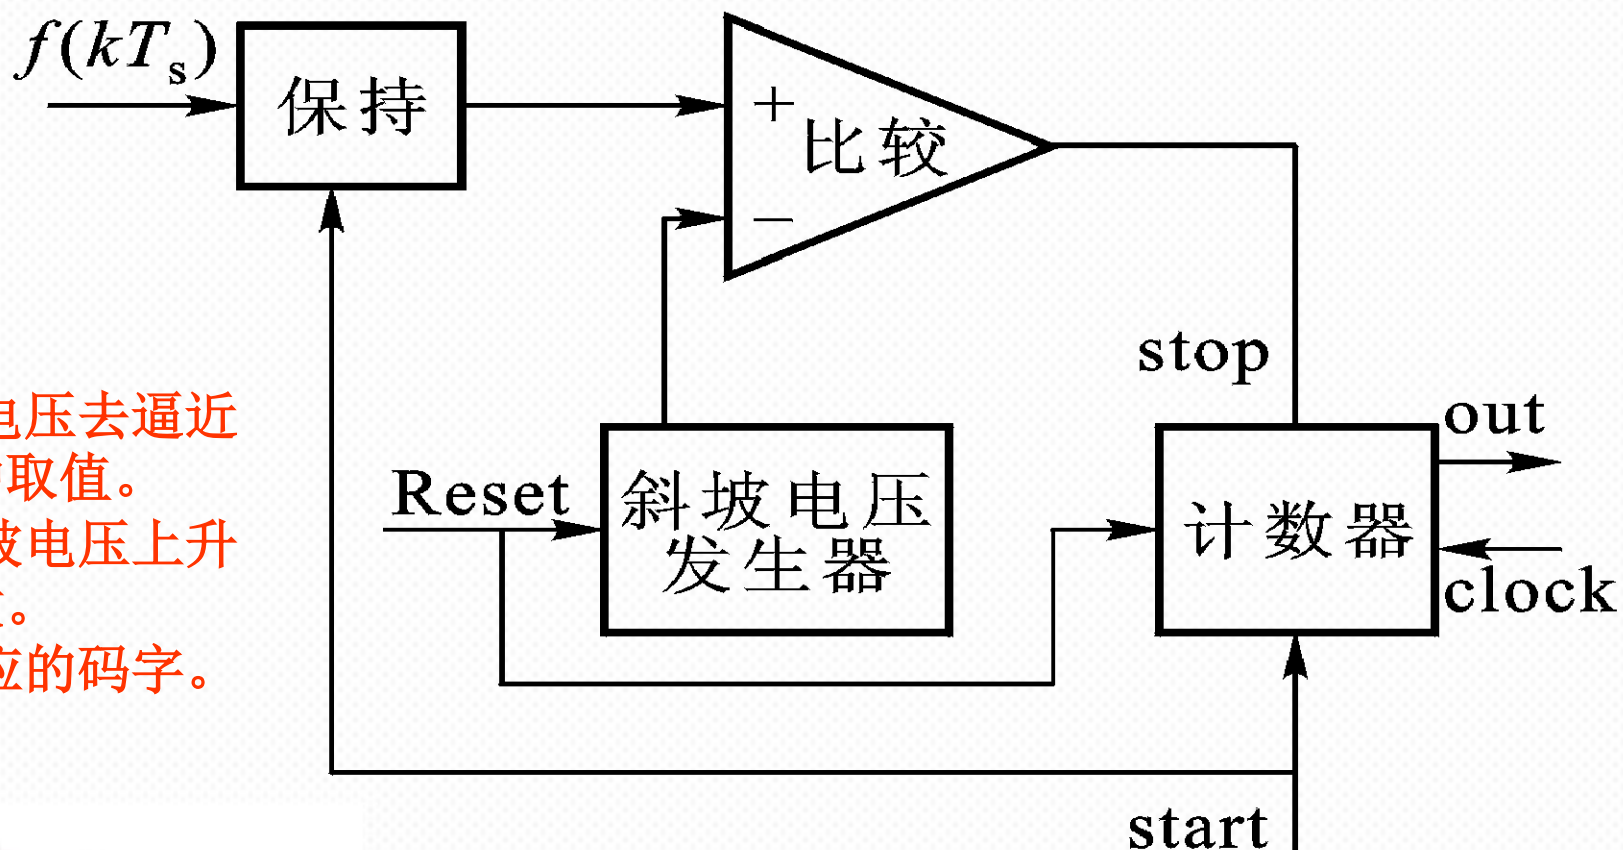 f(kTs)
保持
+
比较
−
stop
电压去逼近
取值。
坡电压上升
。
应的码字。
Reset
斜坡电压
发生器
计数器
out
clock
start